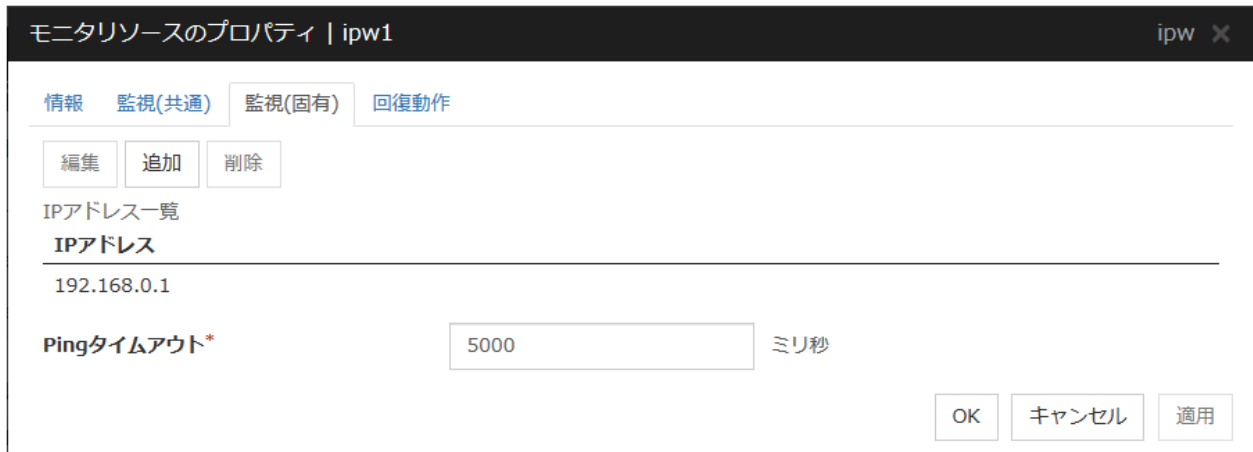 モニタリソースのプロパティ | ipw1 ipw ×
情報 監視(共通) 監視(固有) 回復動作
編集 追加 削除
IPアドレス一覧
IPアドレス
192.168.0.1
Pingタイムアウト* 5000 ミリ秒
OK キャンセル 適用